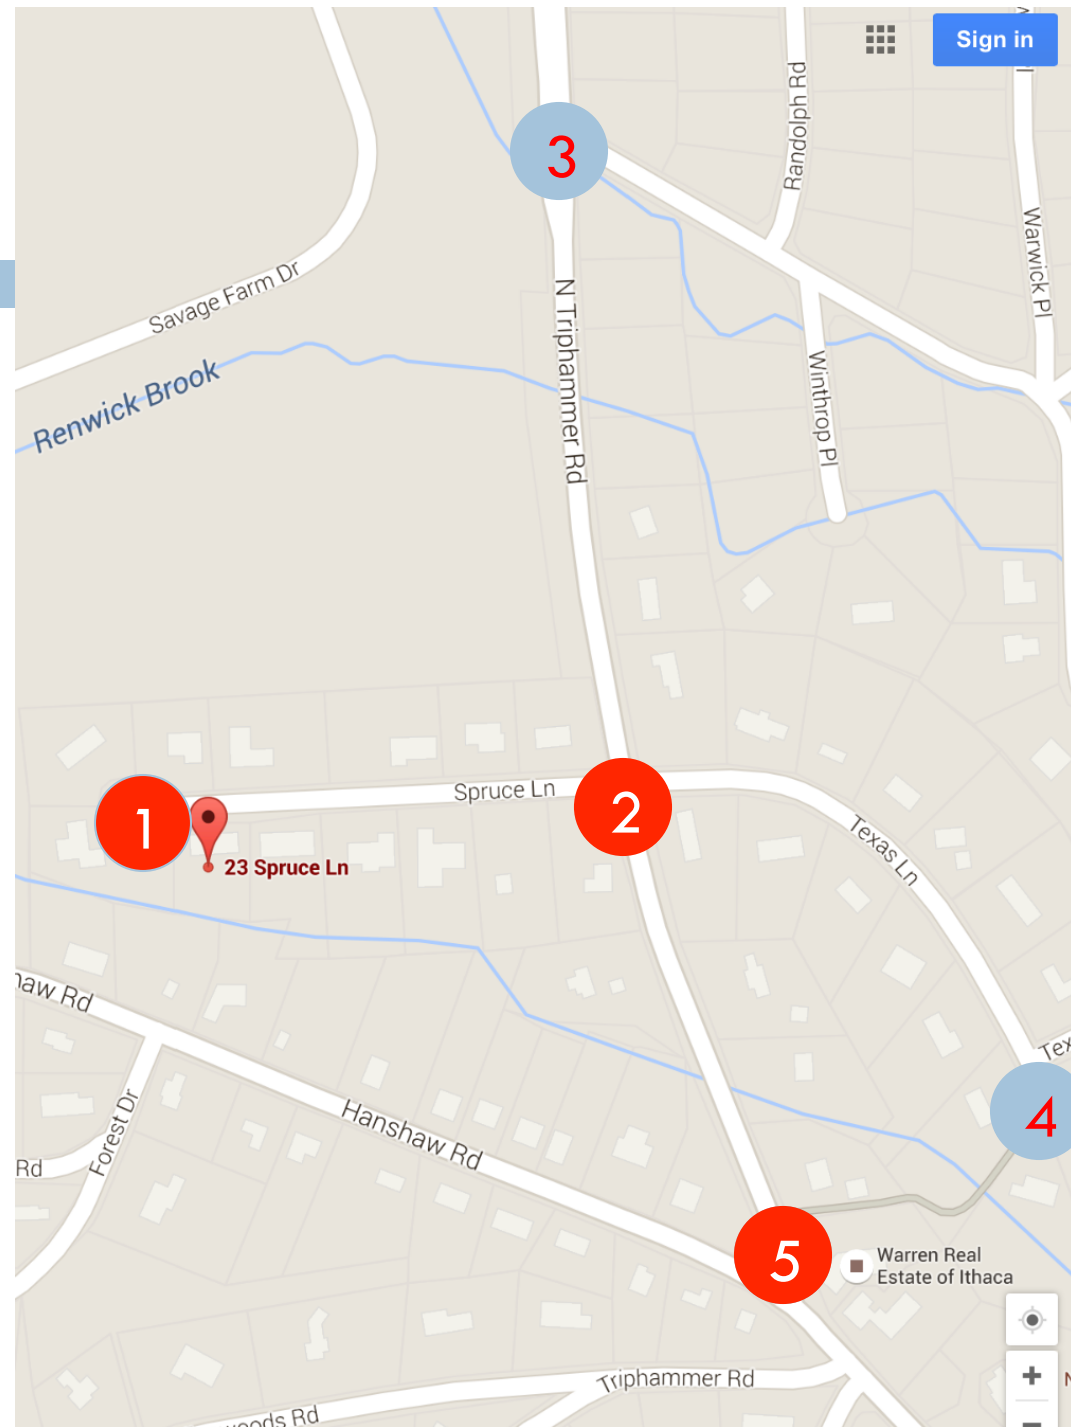 Sign in
3
Randolph Rd
Warwick Pl
Savage Farm Dr
N Triphammer Rd
Renwick Brook
Winthrop Pl
Spruce Ln
2
1
23 Spruce Ln
Texas Ln
haw Rd
Tex
4
Forest Dr
Hanshaw Rd
Rd
5
Warren Real
Estate of Ithaca
+
Triphammer Rd
N
oods Rd